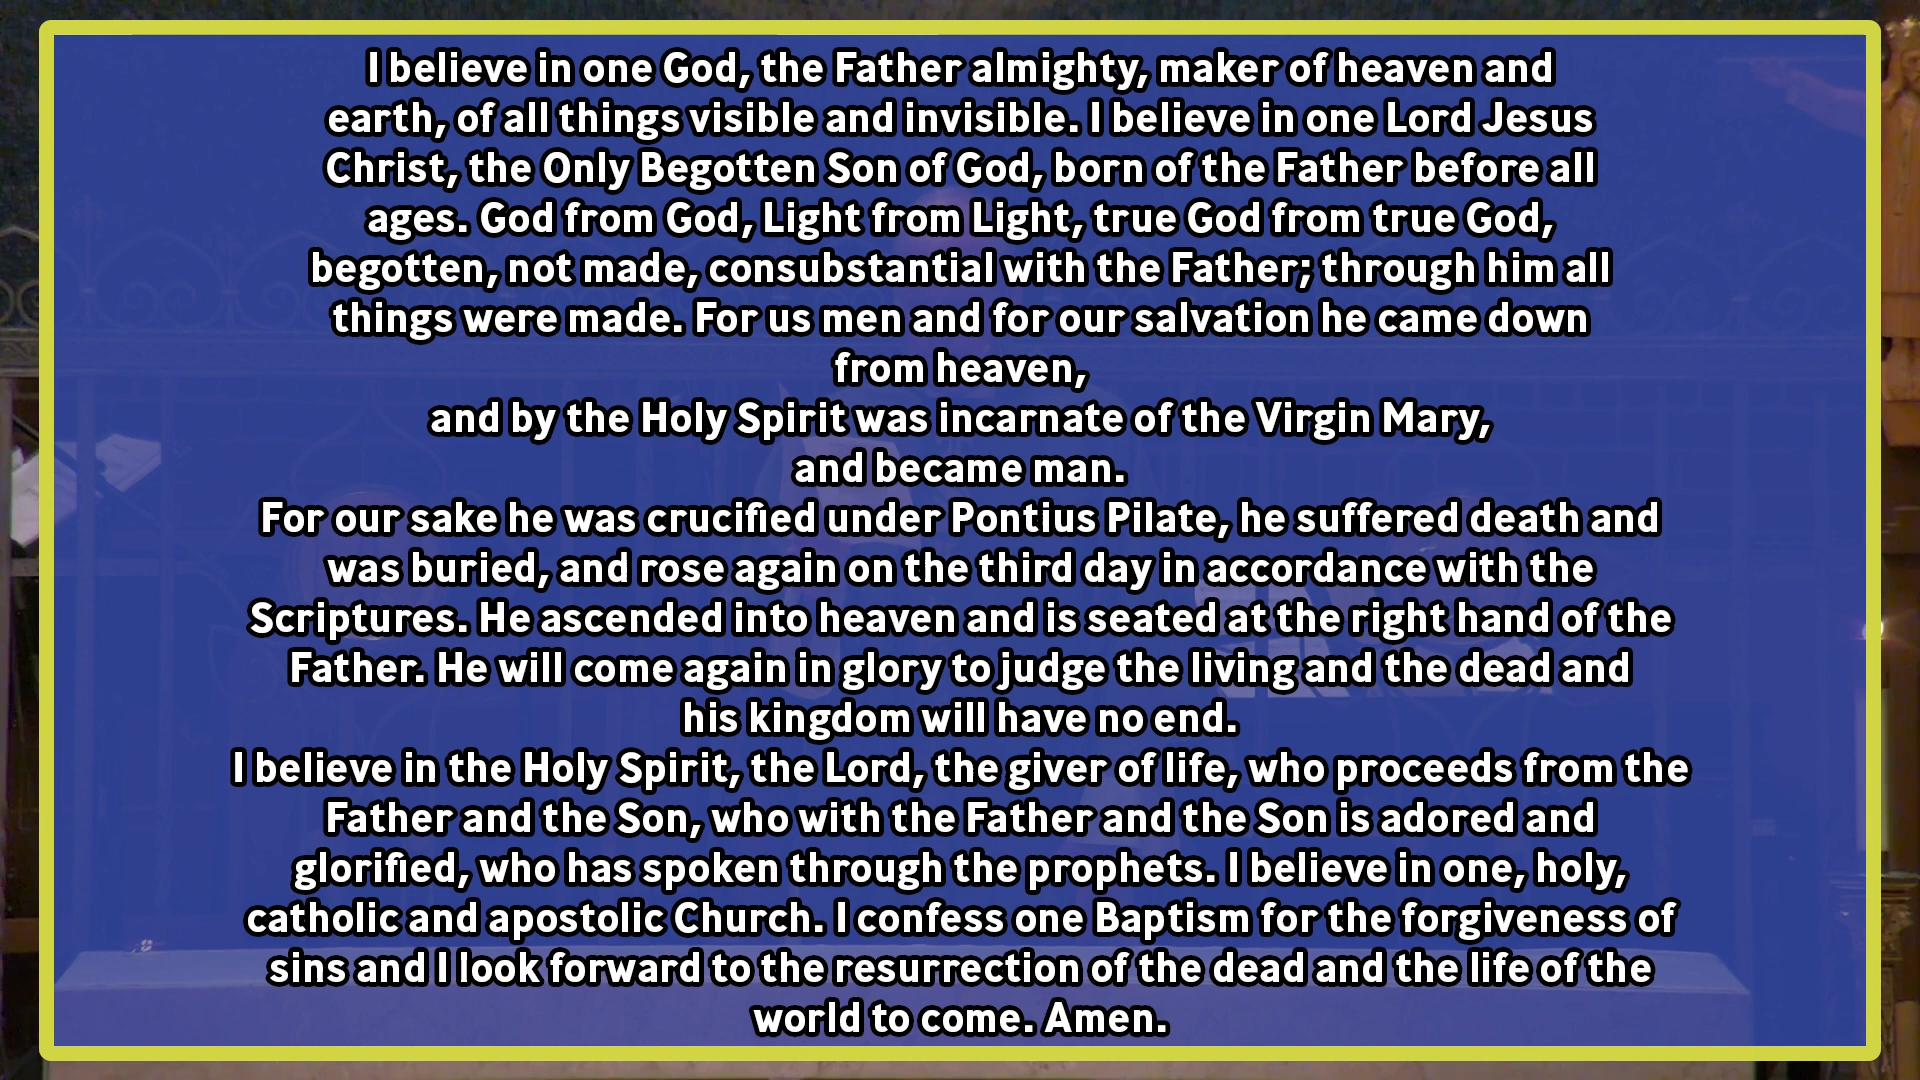 I believe in one God, the Father almighty, maker of heaven and
earth, of all things visible and invisible. I believe in one Lord Jesus
Christ, the Only Begotten Son of God, born of the Father before all
ages. God from God, Light from Light, true God from true God,
begotten, not made, consubstantial with the Father; through him all
things were made. For us men and for our salvation he came down
from heaven,
and by the Holy Spirit was incarnate of the Virgin Mary,
and became man.
For our sake he was crucified under Pontius Pilate, he suffered death and
was buried, and rose again on the third day in accordance with the
Scriptures. He ascended into heaven and is seated at the right hand of the
Father. He will come again in glory to judge the living and the dead and
his kingdom will have no end.
I believe in the Holy Spirit, the Lord, the giver of life, who proceeds from the
Father and the Son, who with the Father and the Son is adored and
glorified, who has spoken through the prophets. I believe in one, holy,
catholic and apostolic Church. I confess one Baptism for the forgiveness of
sins and I look forward to the resurrection of the dead and the life of the
world to come. Amen.